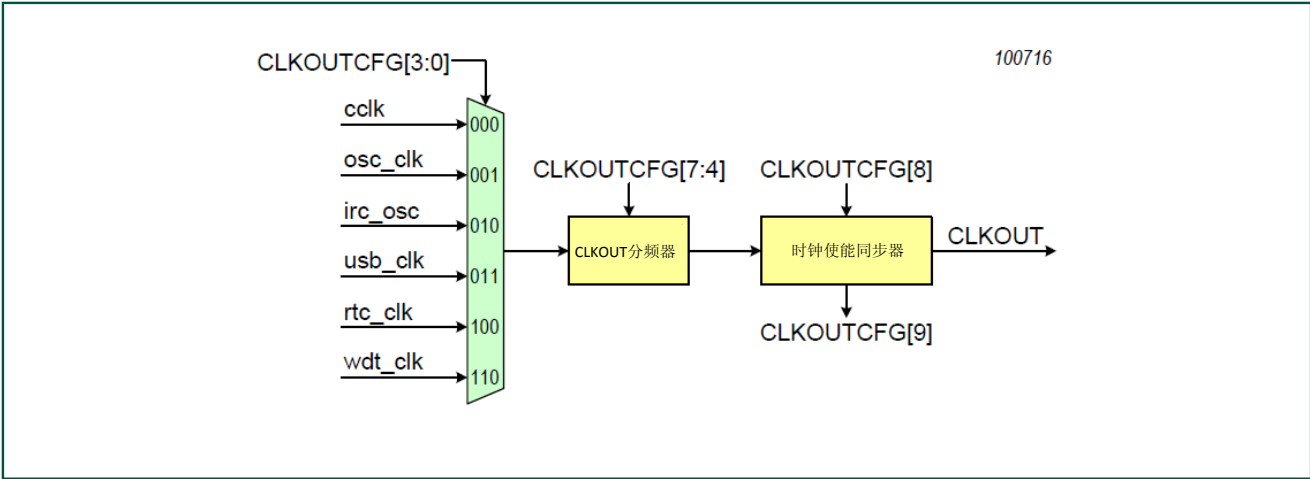 CLKOUTCFG[3:0]
100716
cclk
000
osc_clk
001
CLKOUTCFG[7:4]
CLKOUTCFG[8]
irc_osc
010
CLKOUT分频器
时钟使能同步器
CLKOUT
usb_clk
011
rtc_clk
100
CLKOUTCFG[9]
wdt_clk
110